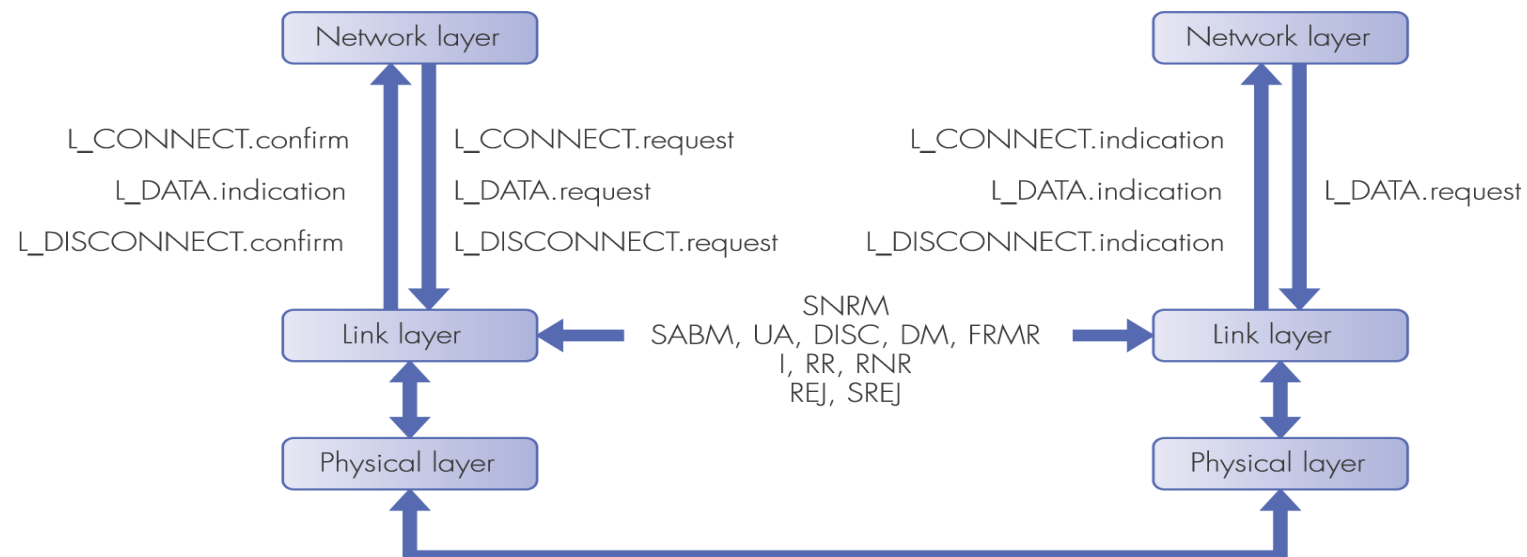 Network layer
Network layer
L_CONNECT.confirm
L_CONNECT.request
L_CONNECT.indication
L_DATA.indication
L_DATA.request
L_DATA.indication
L_DATA.request
L_DISCONNECT.confirm
L_DISCONNECT.request
L_DISCONNECT.indication
SNRM
Link layer
SABM, UA, DISC, DM, FRMR
Link layer
I, RR, RNR
REJ, SREJ
Physical layer
Physical layer